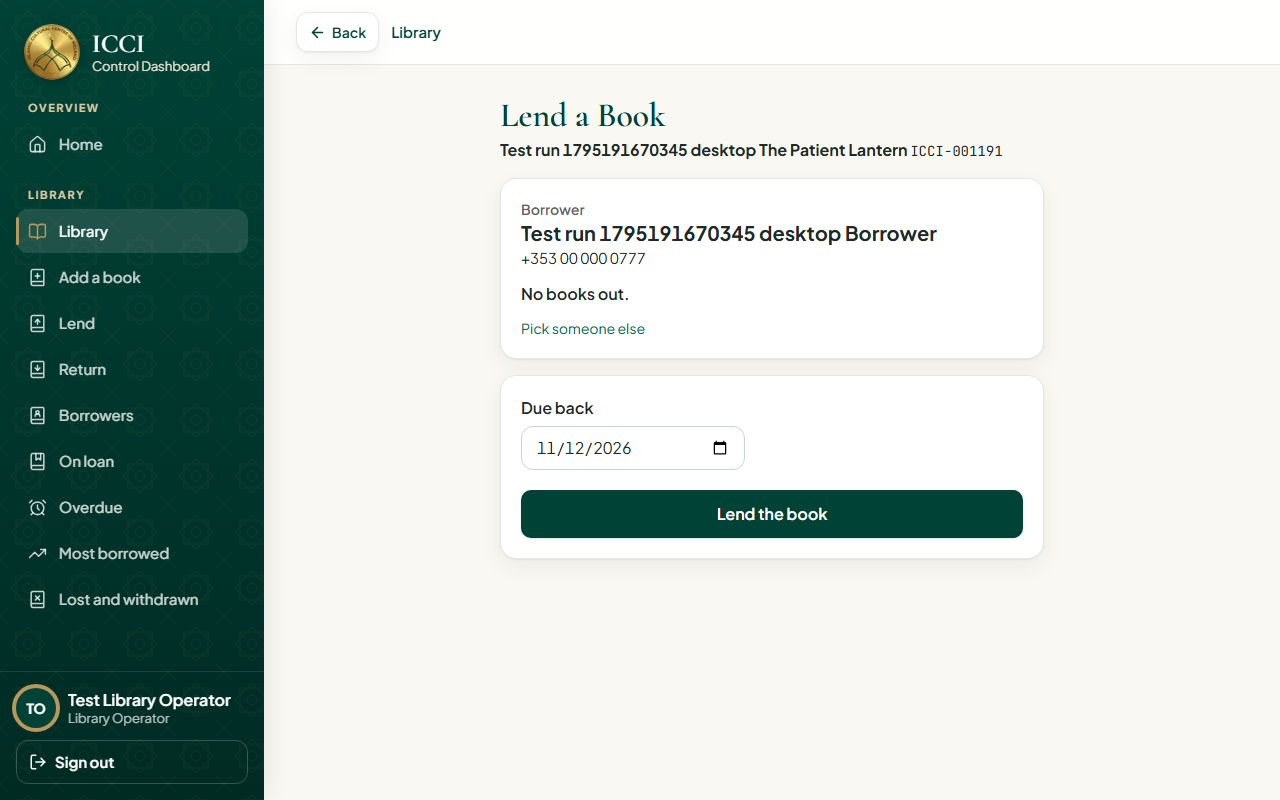 ICCI
Control Dashboard
OVERVIEW
Home
LIBRARY
Library
Add a book
Lend
Return
Borrowers
On loan
Overdue
Most borrowed
Lost and withdrawn
TO
Test Library Operator
Library Operator
Sign out
Back
Library
Lend a Book
Test run 1795191670345 desktop The Patient Lantern ICCI-001191
Borrower
Test run 1795191670345 desktop Borrower
+353 00 000 0777
No books out.
Pick someone else
Due back
11/12/2026
Lend the book